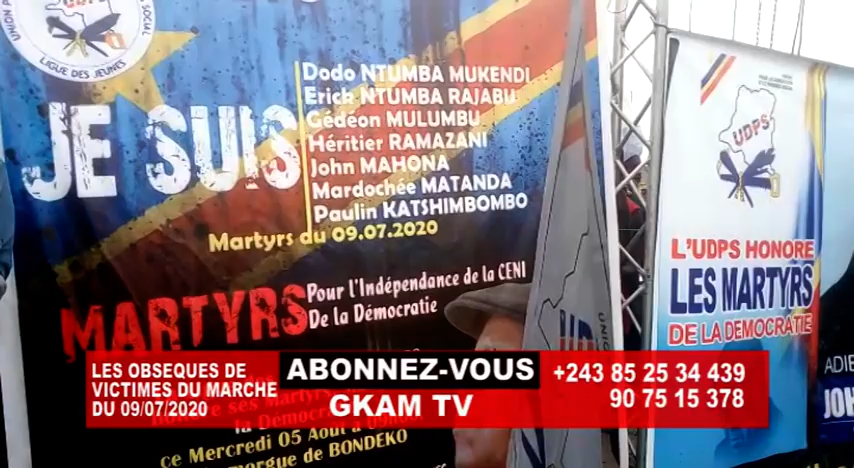 UDPS
SOCIAL
LIGUE DES JEUNES
JE SUIS
Dodo NTUMBA MUKENDI
Erick NTUMBA RAJABU
Gédéon MULUMBU
Héritier RAMAZANI
John MAHONA
Mardochée MATANDA
Paulin KATSHIMBOMBO
Martyrs du 09.07.2020
MARTYRS
Pour l'Indépendance de la CENI
De la Démocratie
ce Mercredi 05 Août
morgue de BONDEKO
UDPS
L'UDPS HONORE
LES MARTYRS
DE LA DEMOCRATIE
LES OBSEQUES DE
VICTIMES DU MARCHE
DU 09/07/2020
ABONNEZ-VOUS
GKAM TV
+243 85 25 34 439
90 75 15 378